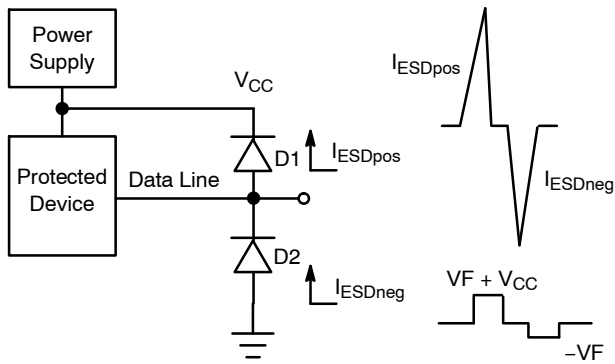 Power
Supply
V_CC
D1
I_ESDpos
Protected
Device
Data Line
D2
I_ESDneg
I_ESDpos
I_ESDneg
VF + V_CC
−VF